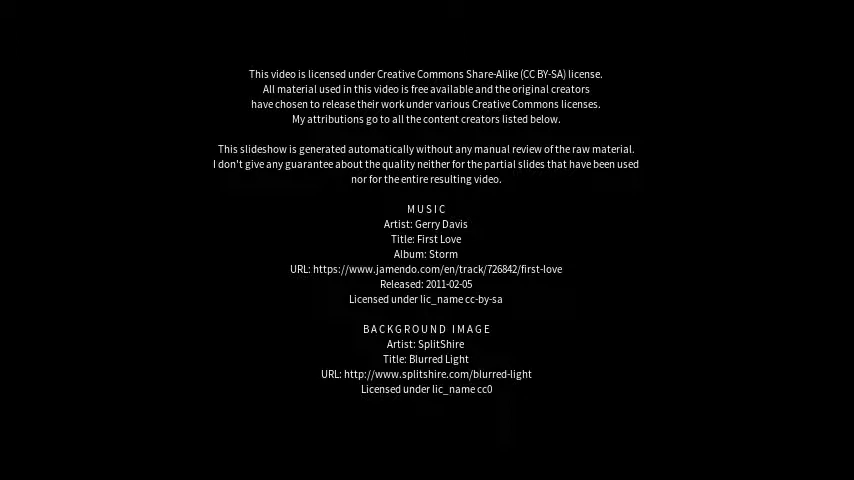 This video is licensed under Creative Commons Share-Alike (CC BY-SA) license.
All material used in this video is free available and the original creators
have chosen to release their work under various Creative Commons licenses.
My attributions go to all the content creators listed below.
This slideshow is generated automatically without any manual review of the raw material.
I don't give any guarantee about the quality neither for the partial slides that have been used
nor for the entire resulting video.
MUSIC
Artist: Gerry Davis
Title: First Love
Album: Storm
URL: https://www.jamendo.com/en/track/726842/first-love
Released: 2011-02-05
Licensed under lic_name cc-by-sa
BACKGROUND IMAGE
Artist: SplitShire
Title: Blurred Light
URL: http://www.splitshire.com/blurred-light
Licensed under lic_name cc0